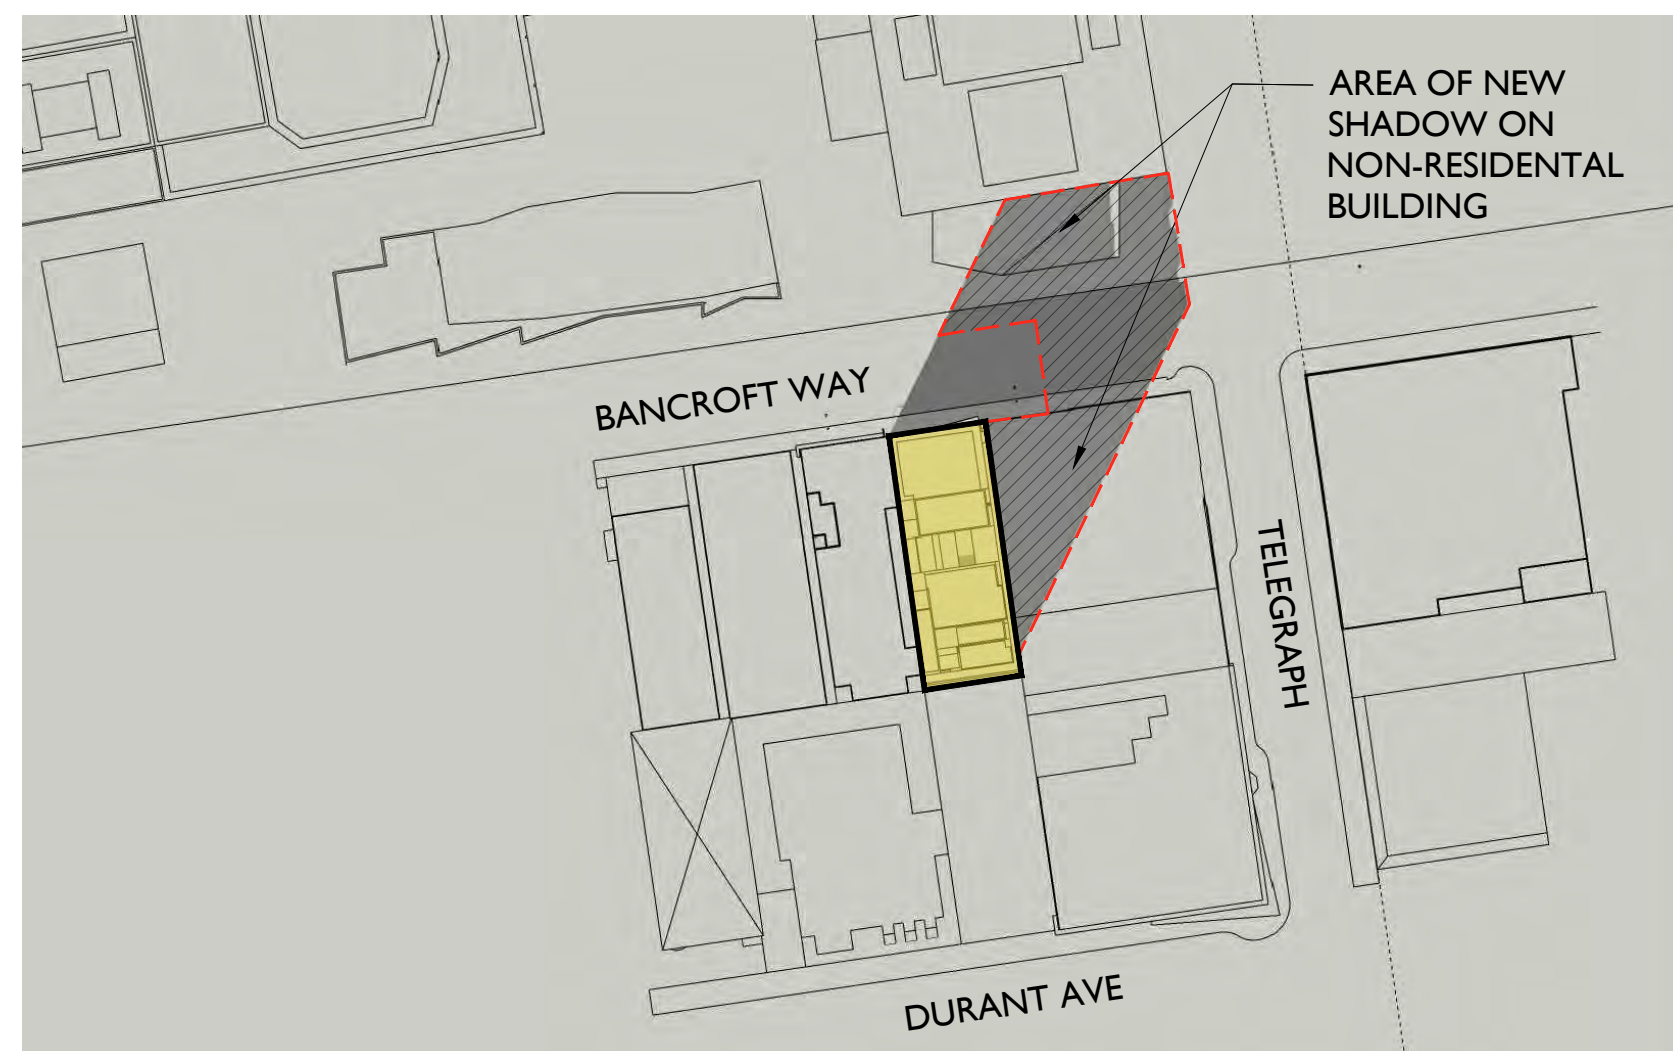 AREA OF NEW
SHADOW ON
NON-RESIDENTAL
BUILDING
BANCROFT WAY
TELEGRAPH
DURANT AVE